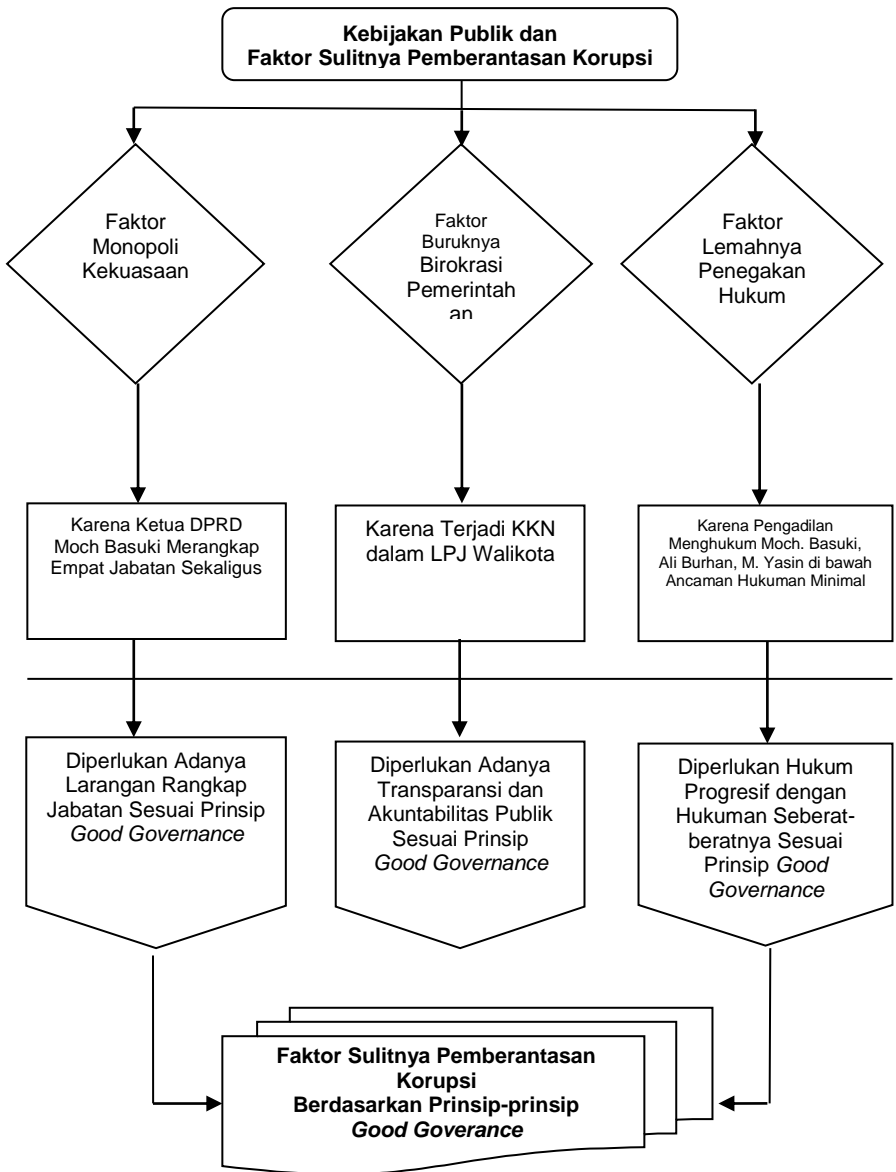 Kebijakan Publik dan
Faktor Sulitnya Pemberantasan Korupsi
Faktor
Monopoli
Kekuasaan
Faktor
Buruknya
Birokrasi
Pemerintah
an
Faktor
Lemahnya
Penegakan
Hukum
Karena Ketua DPRD
Moch Basuki Merangkap
Empat Jabatan Sekaligus
Karena Terjadi KKN
dalam LPJ Walikota
Karena Pengadilan
Menghukum Moch. Basuki,
Ali Burhan, M. Yasin di bawah
Ancaman Hukuman Minimal
Diperlukan Adanya
Larangan Rangkap
Jabatan Sesuai Prinsip
Good Governance
Diperlukan Adanya
Transparansi dan
Akuntabilitas Publik
Sesuai Prinsip
Good Governance
Diperlukan Hukum
Progresif dengan
Hukuman Seberat-
beratnya Sesuai
Prinsip Good
Governance
Faktor Sulitnya Pemberantasan
Korupsi
Berdasarkan Prinsip-prinsip
Good Goverance